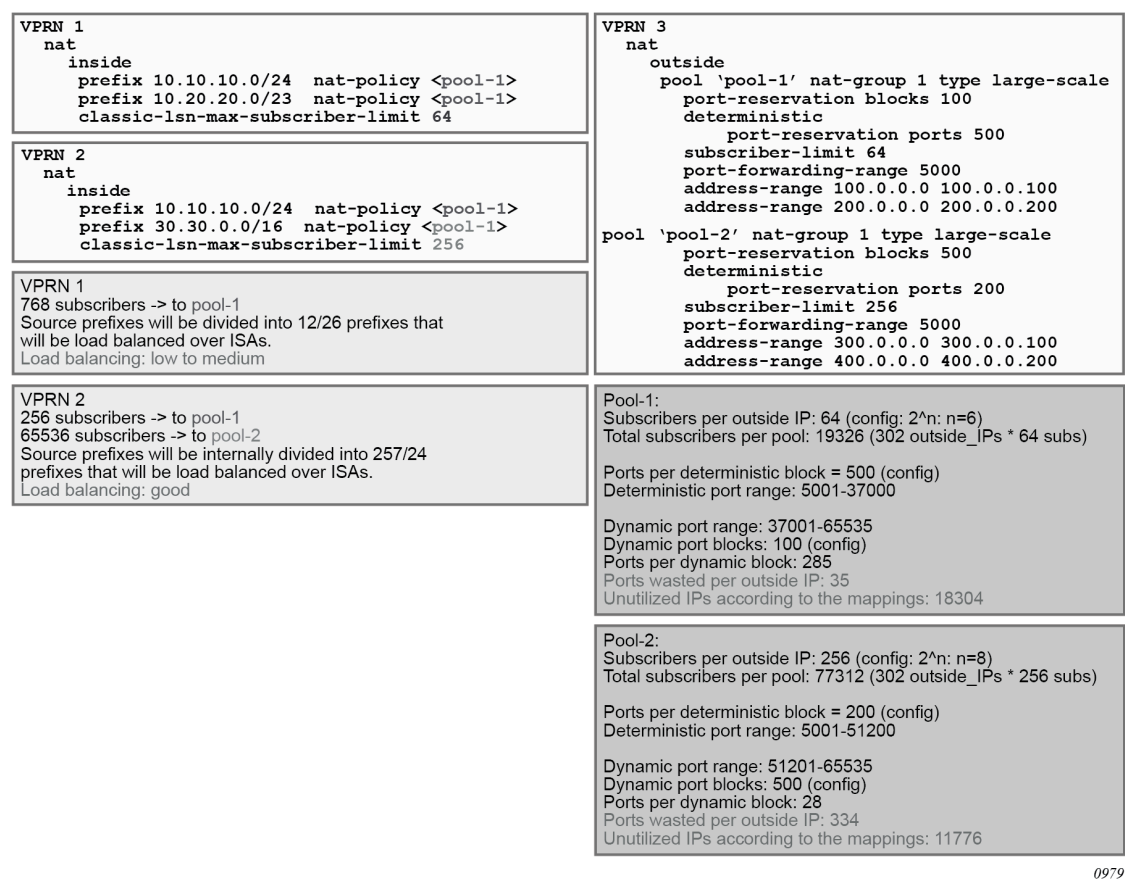 VPRN 1
nat
inside
prefix 10.10.10.0/24 nat-policy <pool-1>
prefix 10.20.20.0/23 nat-policy <pool-1>
classic-lsn-max-subscriber-limit 64
VPRN 2
nat
inside
prefix 10.10.10.0/24 nat-policy <pool-1>
prefix 30.30.0.0/16 nat-policy <pool-1>
classic-lsn-max-subscriber-limit 256
VPRN 1
768 subscribers -> to pool-1
Source prefixes will be divided into 12/26 prefixes that
will be load balanced over ISAs.
Load balancing: low to medium
VPRN 2
256 subscribers -> to pool-1
65536 subscribers -> to pool-2
Source prefixes will be internally divided into 257/24
prefixes that will be load balanced over ISAs.
Load balancing: good
VPRN 3
nat
outside
pool ‘pool-1’ nat-group 1 type large-scale
port-reservation blocks 100
deterministic
port-reservation ports 500
subscriber-limit 64
port-forwarding-range 5000
address-range 100.0.0.0 100.0.0.100
address-range 200.0.0.0 200.0.0.200
pool ‘pool-2’ nat-group 1 type large-scale
port-reservation blocks 500
deterministic
port-reservation ports 200
subscriber-limit 256
port-forwarding-range 5000
address-range 300.0.0.0 300.0.0.100
address-range 400.0.0.0 400.0.0.200
Pool-1:
Subscribers per outside IP: 64 (config: 2^n: n=6)
Total subscribers per pool: 19326 (302 outside_IPs * 64 subs)
Ports per deterministic block = 500 (config)
Deterministic port range: 5001-37000
Dynamic port range: 37001-65535
Dynamic port blocks: 100 (config)
Ports per dynamic block: 285
Ports wasted per outside IP: 35
Unutilized IPs according to the mappings: 18304
Pool-2:
Subscribers per outside IP: 256 (config: 2^n: n=8)
Total subscribers per pool: 77312 (302 outside_IPs * 256 subs)
Ports per deterministic block = 200 (config)
Deterministic port range: 5001-51200
Dynamic port range: 51201-65535
Dynamic port blocks: 500 (config)
Ports per dynamic block: 28
Ports wasted per outside IP: 334
Unutilized IPs according to the mappings: 11776
0979